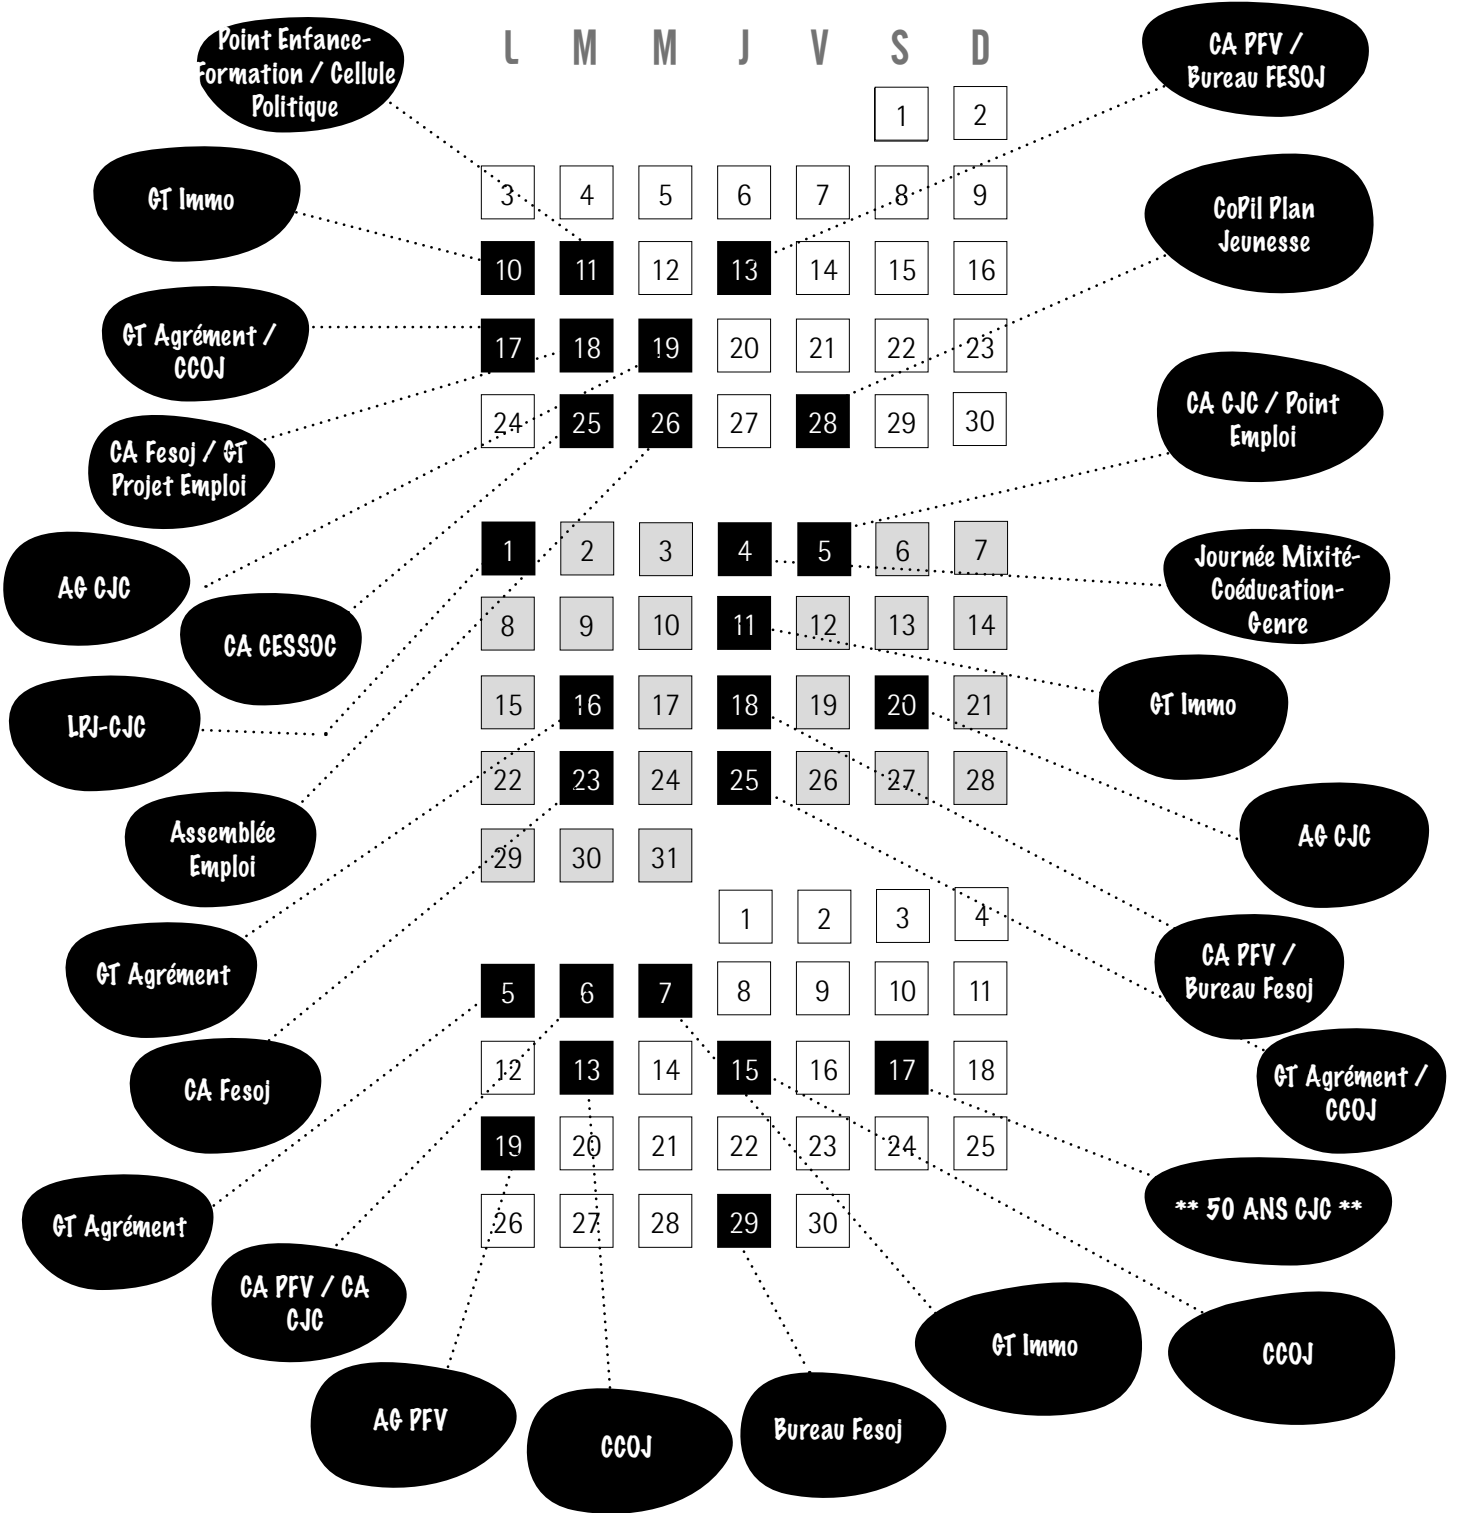 L M M J V S D
1 2
3 4 5 6 7 8 9
10 11 12 13 14 15 16
17 18 19 20 21 22 23
24 25 26 27 28 29 30
1 2 3 4 5 6 7
8 9 10 11 12 13 14
15 16 17 18 19 20 21
22 23 24 25 26 27 28
29 30 31
1 2 3 4
5 6 7 8 9 10 11
12 13 14 15 16 17 18
19 20 21 22 23 24 25
26 27 28 29 30
Point Enfance-
Formation / Cellule
Politique
GT Immo
GT Agrément /
CCOJ
CA Fesoj / GT
Projet Emploi
AG CJC
CA CESSOC
LPJ-CJC
Assemblée
Emploi
GT Agrément
CA Fesoj
GT Agrément
CA PFV / CA
CJC
AG PFV
CCOJ
Bureau Fesoj
GT Immo
CCOJ
CA PFV /
Bureau FESOJ
CoPil Plan
Jeunesse
CA CJC / Point
Emploi
Journée Mixité-
Coéducation-
Genre
GT Immo
AG CJC
CA PFV /
Bureau Fesoj
GT Agrément /
CCOJ
** 50 ANS CJC **